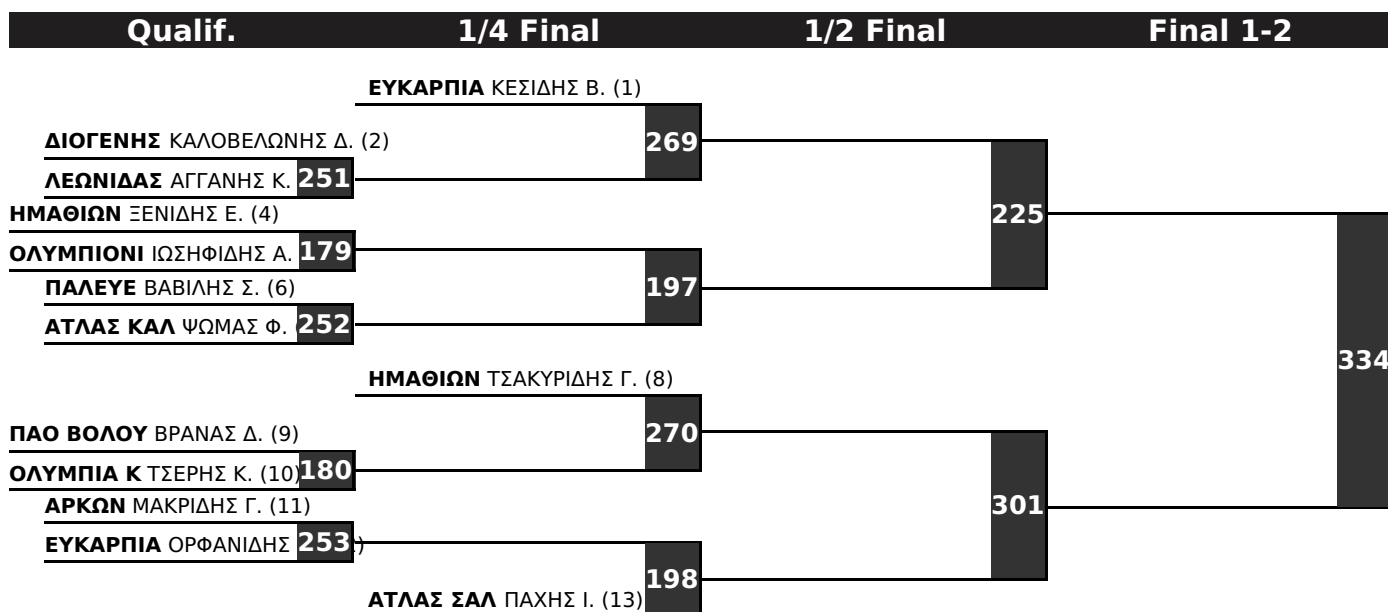 Qualif. 1/4 Final 1/2 Final Final 1-2
ΕΥΚΑΡΠΙΑ ΚΕΣΙΔΗΣ Β. (1)
269
ΔΙΟΓΕΝΗΣ ΚΑΛΟΒΕΛΩΝΗΣ Δ. (2)
ΛΕΩΝΙΔΑΣ ΑΓΓΑΝΗΣ Κ. 251
225
ΗΜΑΘΙΩΝ ΞΕΝΙΔΗΣ Ε. (4)
ΟΛΥΜΠΙΟΝΙ ΙΩΣΗΦΙΔΗΣ Α. 179
197
ΠΑΛΕΥΕ ΒΑΒΙΛΗΣ Σ. (6)
ΑΤΛΑΣ ΚΑΛ ΨΩΜΑΣ Φ. 252
334
ΗΜΑΘΙΩΝ ΤΣΑΚΥΡΙΔΗΣ Γ. (8)
270
ΠΑΟ ΒΟΛΟΥ ΒΡΑΝΑΣ Δ. (9)
ΟΛΥΜΠΙΑ Κ ΤΣΕΡΗΣ Κ. (10) 180
301
ΑΡΚΩΝ ΜΑΚΡΙΔΗΣ Γ. (11)
ΕΥΚΑΡΠΙΑ ΟΡΦΑΝΙΔΗΣ 253
198
ΑΤΛΑΣ ΣΑΛ ΠΑΧΗΣ Ι. (13)